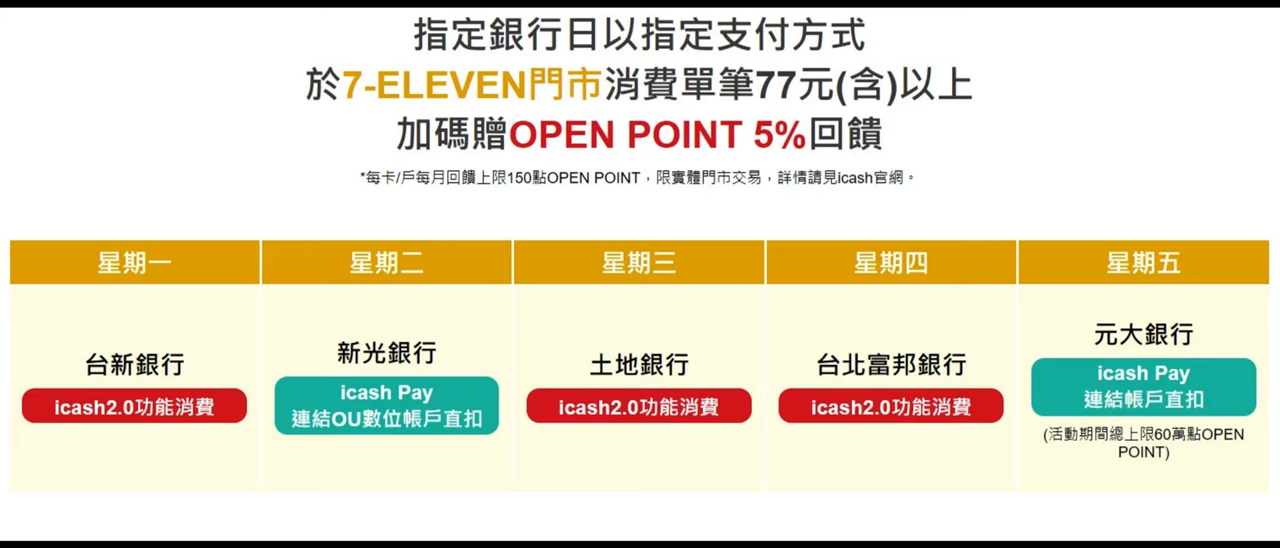 指定銀行日以指定支付方式
於7-ELEVEN門市消費單筆77元(含)以上
加碼贈OPEN POINT 5%回饋
*每卡/戶每月回饋上限150點OPEN POINT，限實體門市交易，詳情請見icash官網。
星期一
星期二
星期三
星期四
星期五
台新銀行
icash2.0功能消費
新光銀行
icash Pay
連結OU數位帳戶直扣
土地銀行
icash2.0功能消費
台北富邦銀行
icash2.0功能消費
元大銀行
icash Pay
連結帳戶直扣
(活動期間總上限60萬點OPEN
POINT)